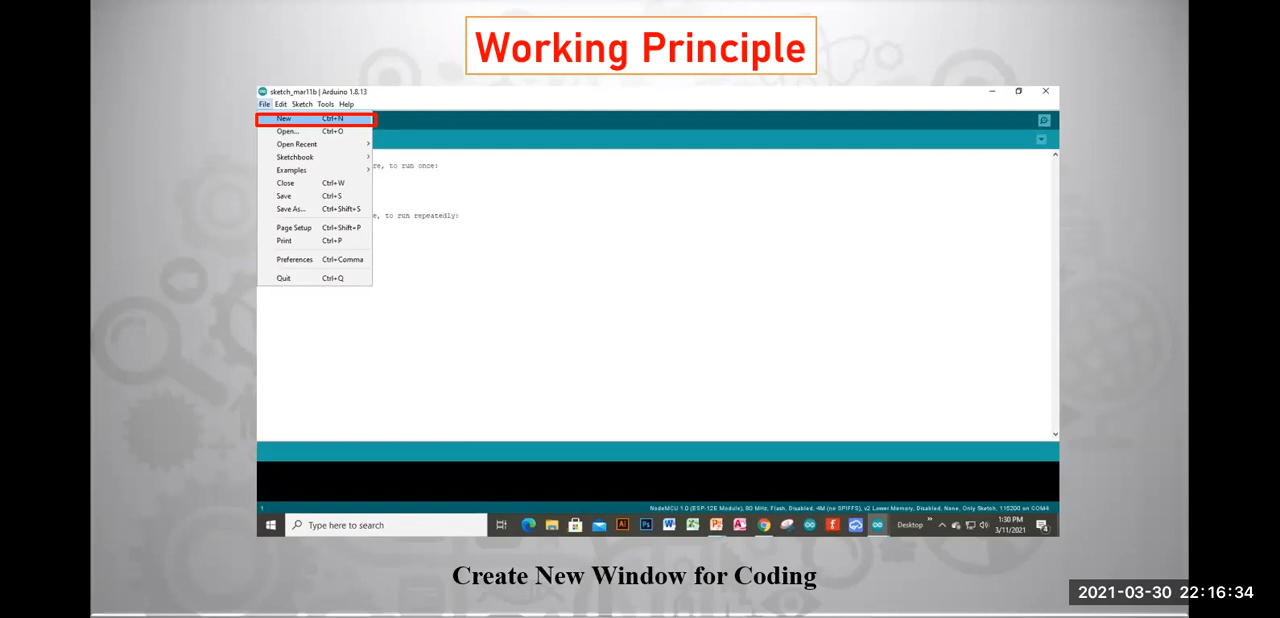 Working Principle
sketch_mar11b | Arduino 1.8.13
File Edit Sketch Tools Help
New Ctrl+N
Open... Ctrl+O
Open Recent
re, to run once:
Sketchbook
Examples
Close Ctrl+W
Save Ctrl+S
Save As... Ctrl+Shift+S
e, to run repeatedly:
Page Setup Ctrl+Shift+P
Print Ctrl+P
Preferences Ctrl+Comma
Quit Ctrl+Q
1 NodeMCU 1.0 (ESP-12E Module), 80 MHz, Flash, Disabled, 4M (no SPIFFS), v2 Lower Memory, Disabled, None, Only Sketch, 115200 on COM4
Type here to search
Desktop
1:30 PM
3/11/2021
Create New Window for Coding
2021-03-30 22:16:34